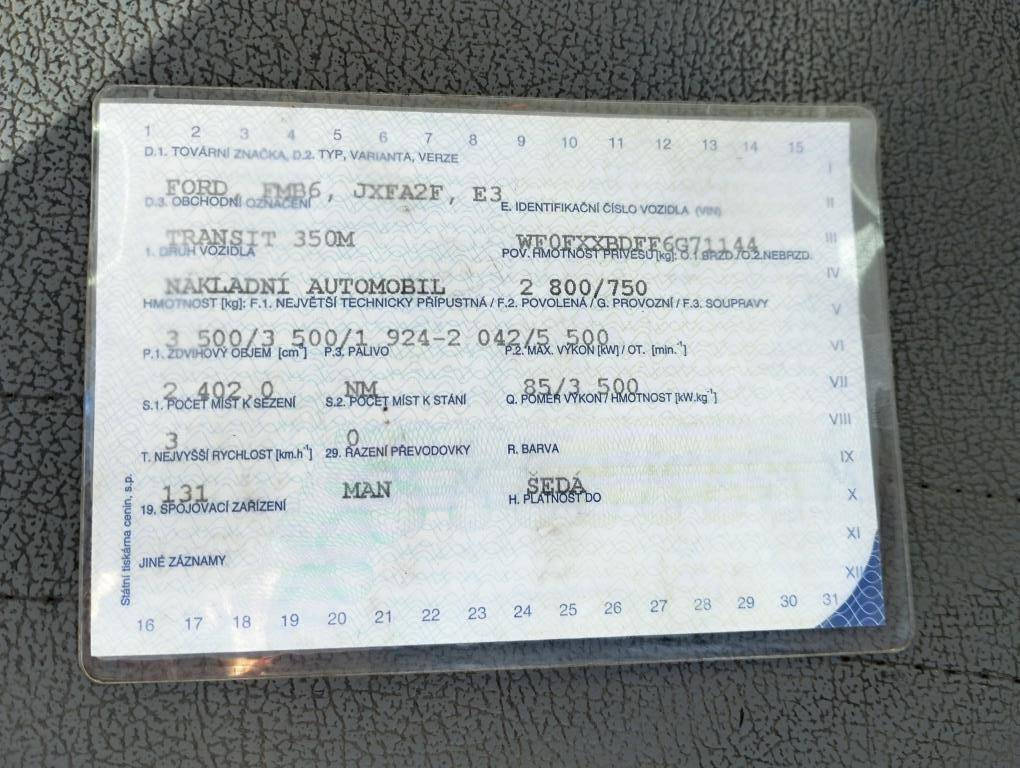 1 2 3 4 5 6 7 8 9 10 11 12 13 14 15
D.1. TOVÁRNÍ ZNAČKA, D.2. TYP, VARIANTA, VERZE
I
FORD, FMB6, JXFA2F, E3
D.3. OBCHODNÍ OZNAČENÍ E. IDENTIFIKAČNÍ ČÍSLO VOZIDLA (VIN) II
TRANSIT 350M WF0FXXBDFF6G71144 III
1. DRUH VOZIDLA POV. HMOTNOST PŘÍVĚSU [kg]: O.1.BRZD./O.2.NEBRZD.
NÁKLADNÍ AUTOMOBIL 2 800/750 IV
HMOTNOST [kg]: F.1. NEJVĚTŠÍ TECHNICKY PŘÍPUSTNÁ / F.2. POVOLENÁ / G. PROVOZNÍ / F.3. SOUPRAVY V
3 500/3 500/1 924-2 042/5 500
P.1. ZDVIHOVÝ OBJEM [cm³] P.3. PALIVO P.2. MAX. VÝKON [kW] / OT. [min.⁻¹] VI
2 402,0 NM 85/3 500 VII
S.1. POČET MÍST K SEZENÍ S.2. POČET MÍST K STÁNÍ Q. POMĚR VÝKON / HMOTNOST [kW.kg⁻¹]
VIII
3 0
T. NEJVYŠŠÍ RYCHLOST [km.h⁻¹] 29. ŘAZENÍ PŘEVODOVKY R. BARVA IX
131 MAN ŠEDÁ X
19. SPOJOVACÍ ZAŘÍZENÍ H. PLATNOST DO
XI
JINÉ ZÁZNAMY
XII
Státní tiskárna cenin, s.p.
16 17 18 19 20 21 22 23 24 25 26 27 28 29 30 31